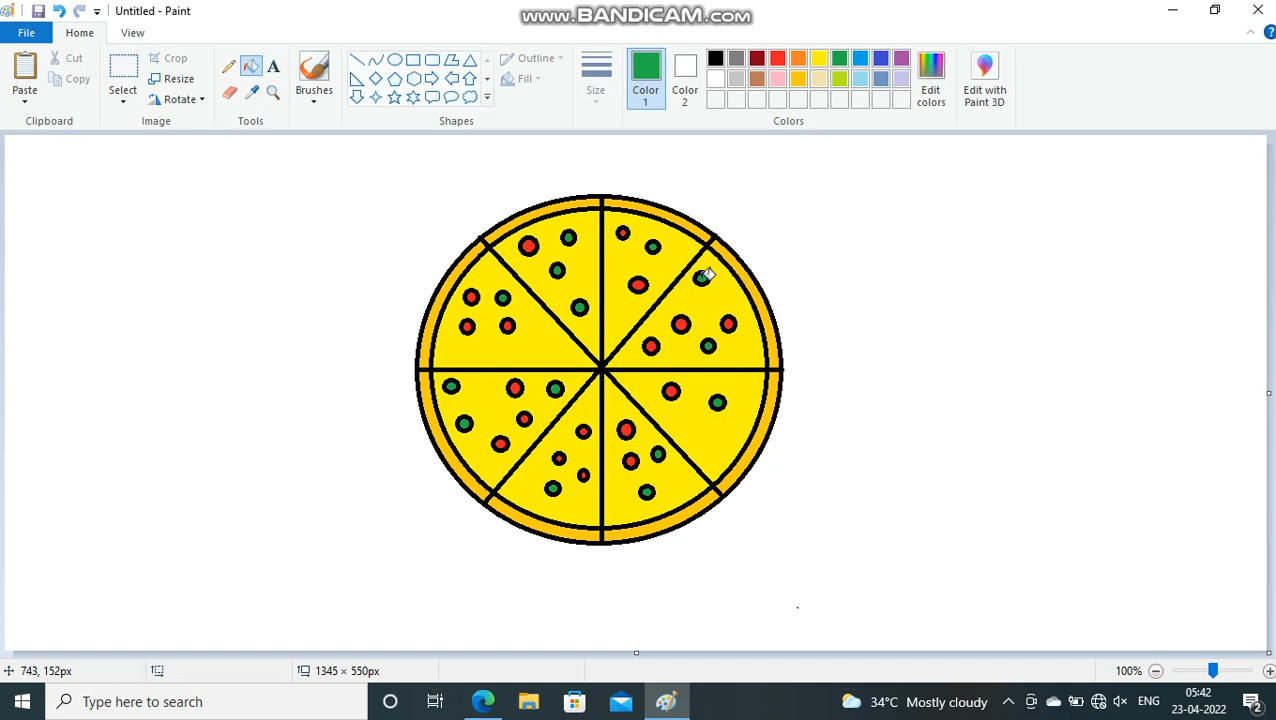 Untitled - Paint
www.BANDICAM.com
File
Home
View
Paste
Cut
Copy
Clipboard
Select
Crop
Resize
Rotate
Image
A
Tools
Brushes
Shapes
Outline
Fill
Size
Color 1
Color 2
Edit colors
Colors
Edit with Paint 3D
743, 152px
1345 × 550px
100%
Type here to search
34°C Mostly cloudy
ENG
05:42
23-04-2022
2